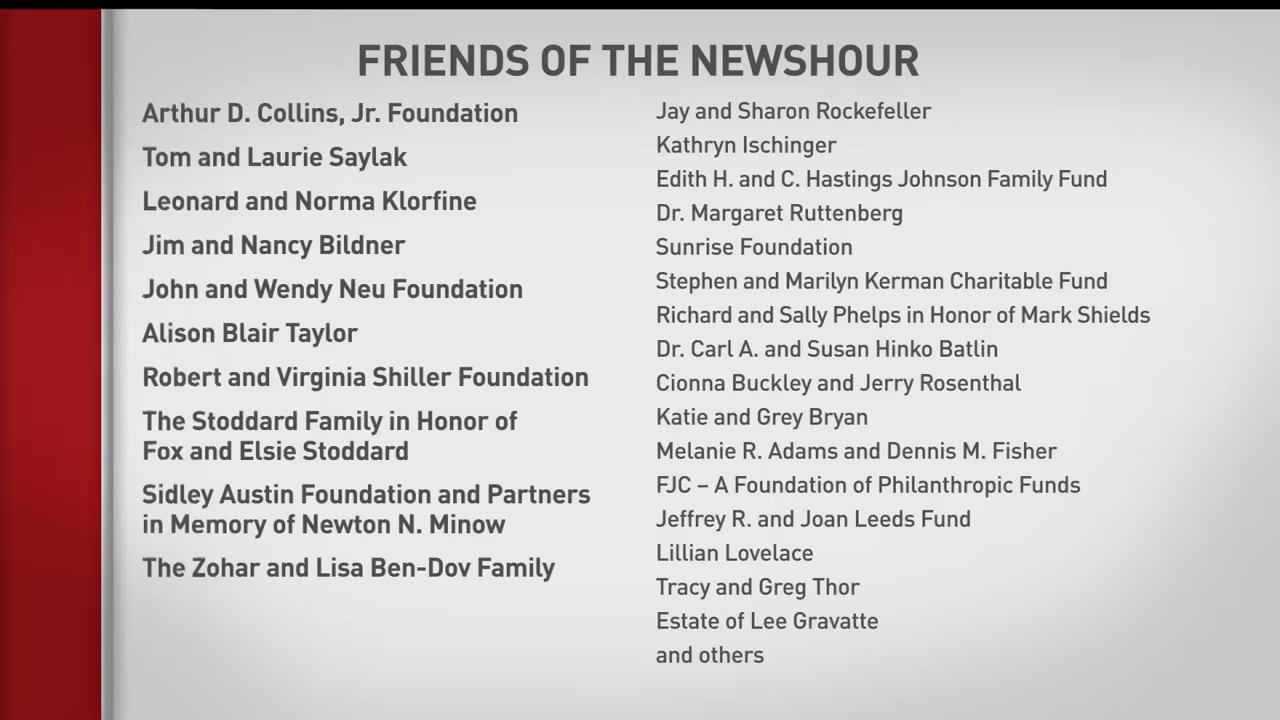 FRIENDS OF THE NEWSHOUR
Arthur D. Collins, Jr. Foundation
Tom and Laurie Saylak
Leonard and Norma Klorfine
Jim and Nancy Bildner
John and Wendy Neu Foundation
Alison Blair Taylor
Robert and Virginia Shiller Foundation
The Stoddard Family in Honor of
Fox and Elsie Stoddard
Sidley Austin Foundation and Partners
in Memory of Newton N. Minow
The Zohar and Lisa Ben-Dov Family
Jay and Sharon Rockefeller
Kathryn Ischinger
Edith H. and C. Hastings Johnson Family Fund
Dr. Margaret Ruttenberg
Sunrise Foundation
Stephen and Marilyn Kerman Charitable Fund
Richard and Sally Phelps in Honor of Mark Shields
Dr. Carl A. and Susan Hinko Batlin
Cionna Buckley and Jerry Rosenthal
Katie and Grey Bryan
Melanie R. Adams and Dennis M. Fisher
FJC – A Foundation of Philanthropic Funds
Jeffrey R. and Joan Leeds Fund
Lillian Lovelace
Tracy and Greg Thor
Estate of Lee Gravatte
and others